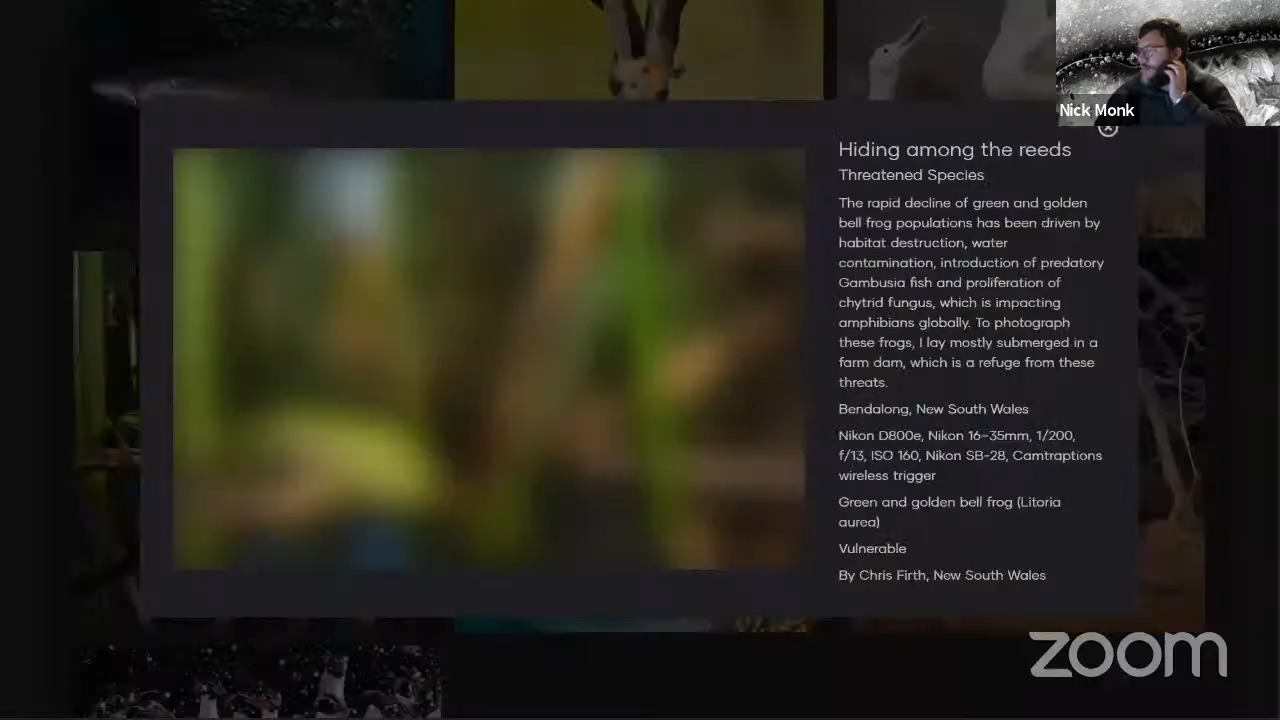 Nick Monk
Hiding among the reeds
Threatened Species
The rapid decline of green and golden
bell frog populations has been driven by
habitat destruction, water
contamination, introduction of predatory
Gambusia fish and proliferation of
chytrid fungus, which is impacting
amphibians globally. To photograph
these frogs, I lay mostly submerged in a
farm dam, which is a refuge from these
threats.
Bendalong, New South Wales
Nikon D800e, Nikon 16-35mm, 1/200,
f/13, ISO 160, Nikon SB-28, Camtraptions
wireless trigger
Green and golden bell frog (Litoria
aurea)
Vulnerable
By Chris Firth, New South Wales
zoom